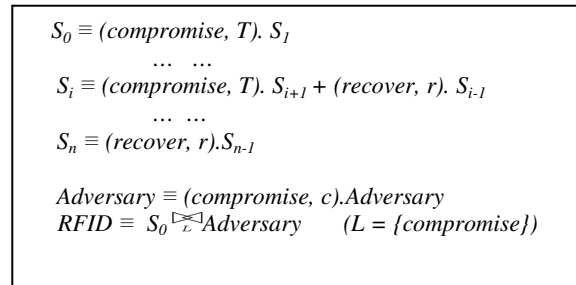 S₀ ≡ (compromise, T). S₁
... ...
Sᵢ ≡ (compromise, T). Sᵢ₊₁ + (recover, r). Sᵢ₋₁
... ...
Sₙ ≡ (recover, r).Sₙ₋₁
Adversary ≡ (compromise, c).Adversary
RFID ≡ S₀ ⋈_L Adversary (L = {compromise})